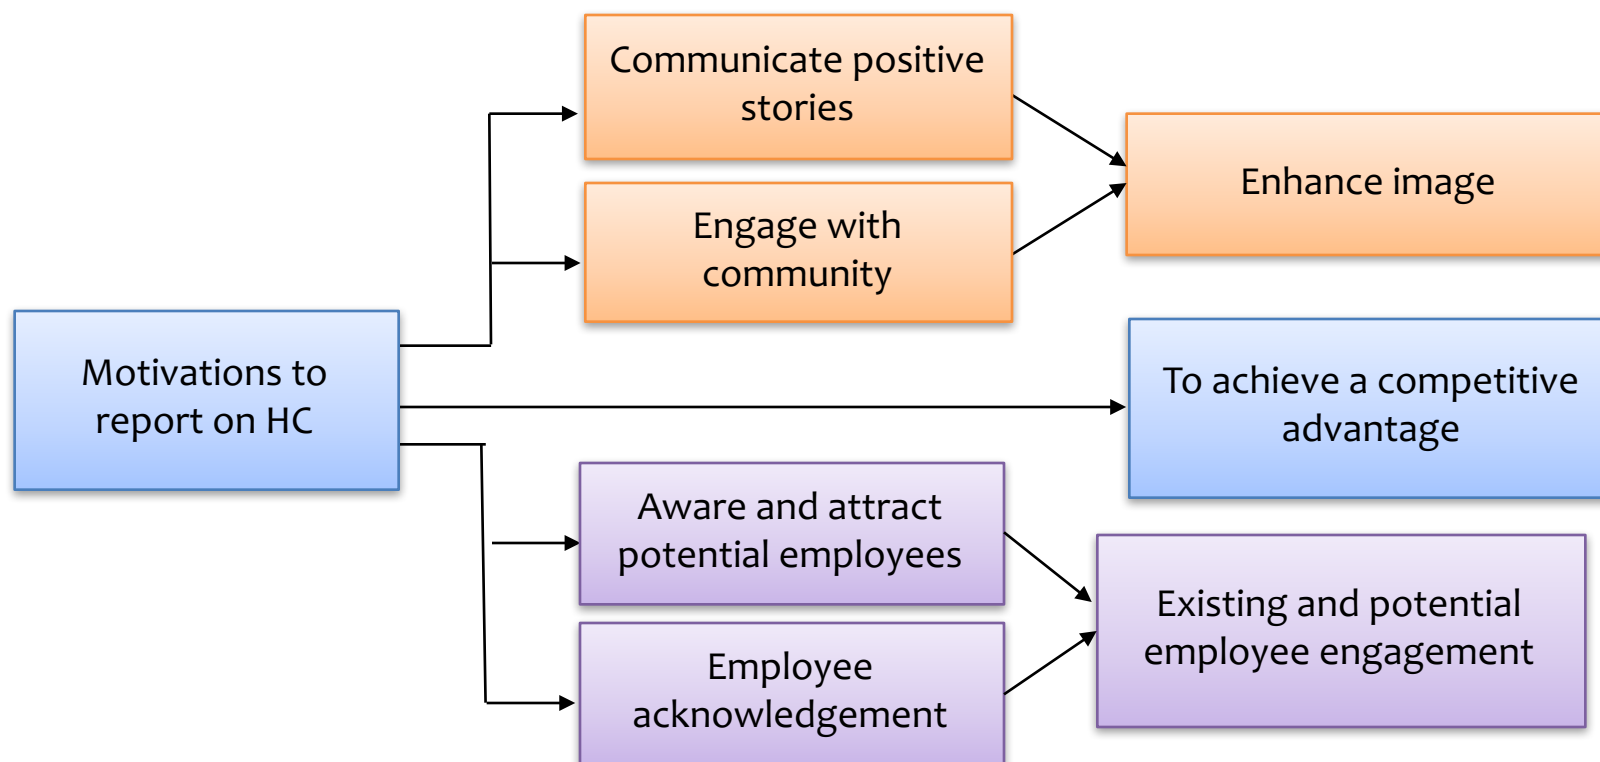 Communicate positive
stories
Engage with
community
Enhance image
Motivations to
report on HC
To achieve a competitive
advantage
Aware and attract
potential employees
Employee
acknowledgement
Existing and potential
employee engagement